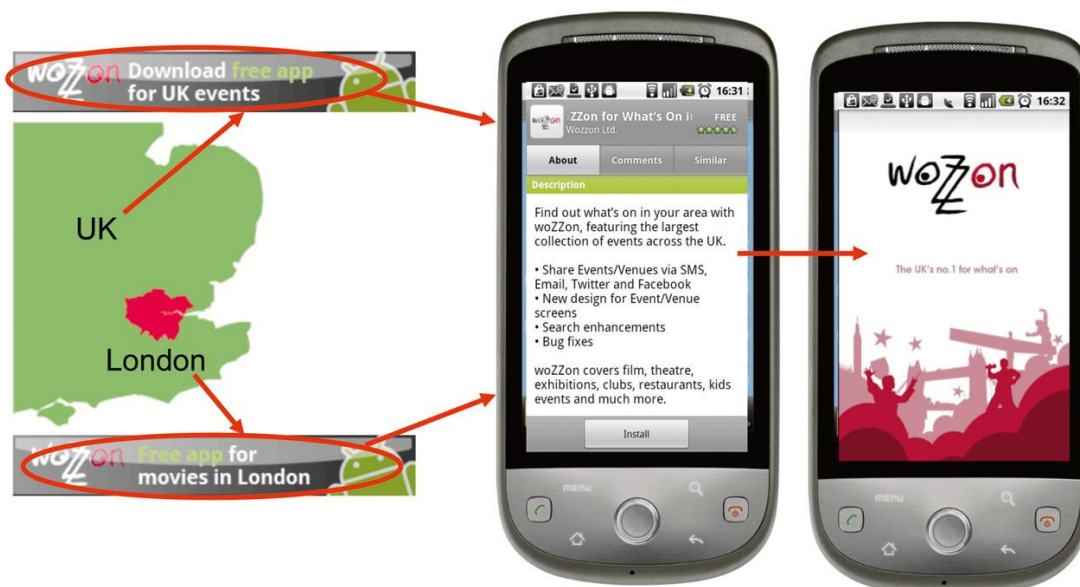 woZZon Download free app
for UK events
UK
London
woZZon Free app for
movies in London
16:31
woZZon
ZZon for What's On i
FREE
Wozzon Ltd.
About Comments Similar
Description
Find out what's on in your area with
woZZon, featuring the largest
collection of events across the UK.
• Share Events/Venues via SMS,
Email, Twitter and Facebook
• New design for Event/Venue
screens
• Search enhancements
• Bug fixes
woZZon covers film, theatre,
exhibitions, clubs, restaurants, kids
events and much more.
Install
menu
16:32
woZZon
The UK's no.1 for what's on
menu